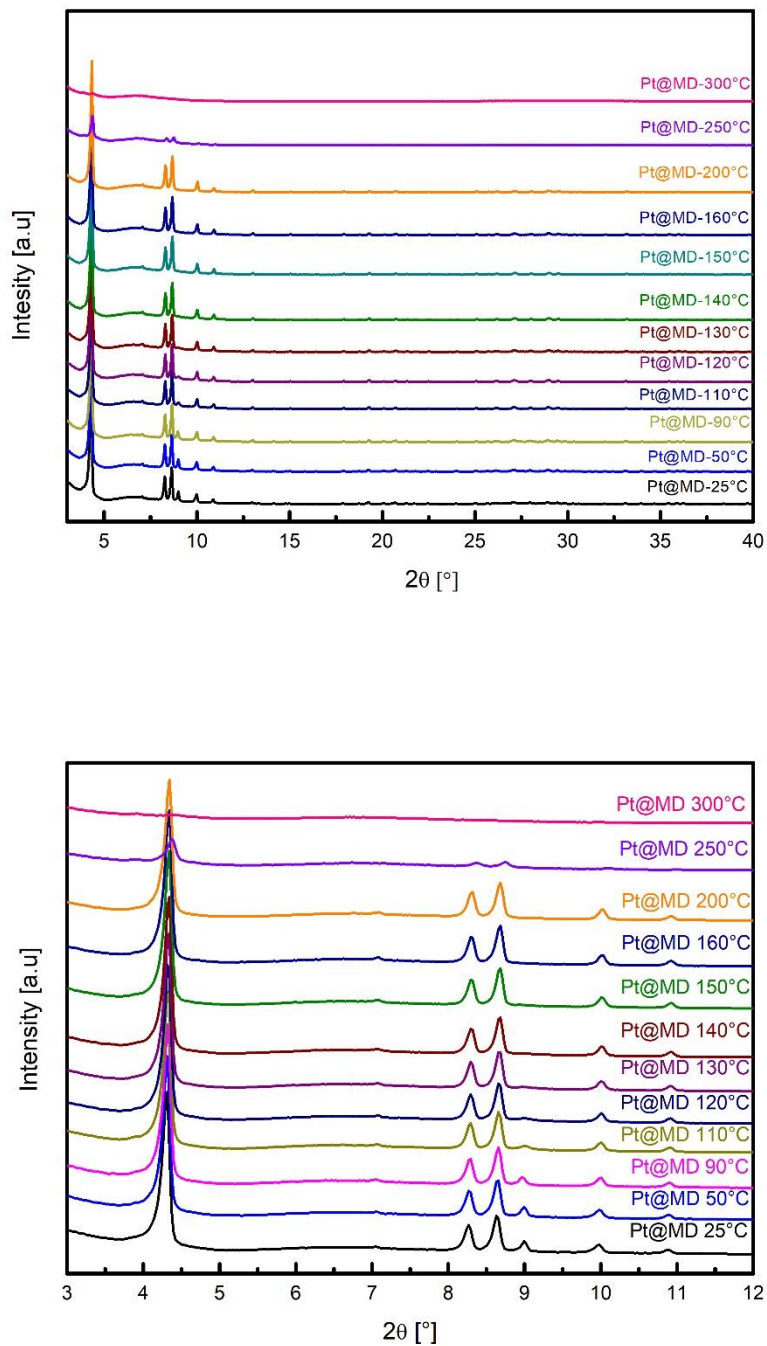 Pt@MD-300°C
Pt@MD-250°C
Pt@MD-200°C
Pt@MD-160°C
Pt@MD-150°C
Pt@MD-140°C
Pt@MD-130°C
Pt@MD-120°C
Pt@MD-110°C
Pt@MD-90°C
Pt@MD-50°C
Pt@MD-25°C
Intesity [a.u]
5 10 15 20 25 30 35 40
2θ [°]
Pt@MD 300°C
Pt@MD 250°C
Pt@MD 200°C
Pt@MD 160°C
Pt@MD 150°C
Pt@MD 140°C
Pt@MD 130°C
Pt@MD 120°C
Pt@MD 110°C
Pt@MD 90°C
Pt@MD 50°C
Pt@MD 25°C
Intensity [a.u]
3 4 5 6 7 8 9 10 11 12
2θ [°]